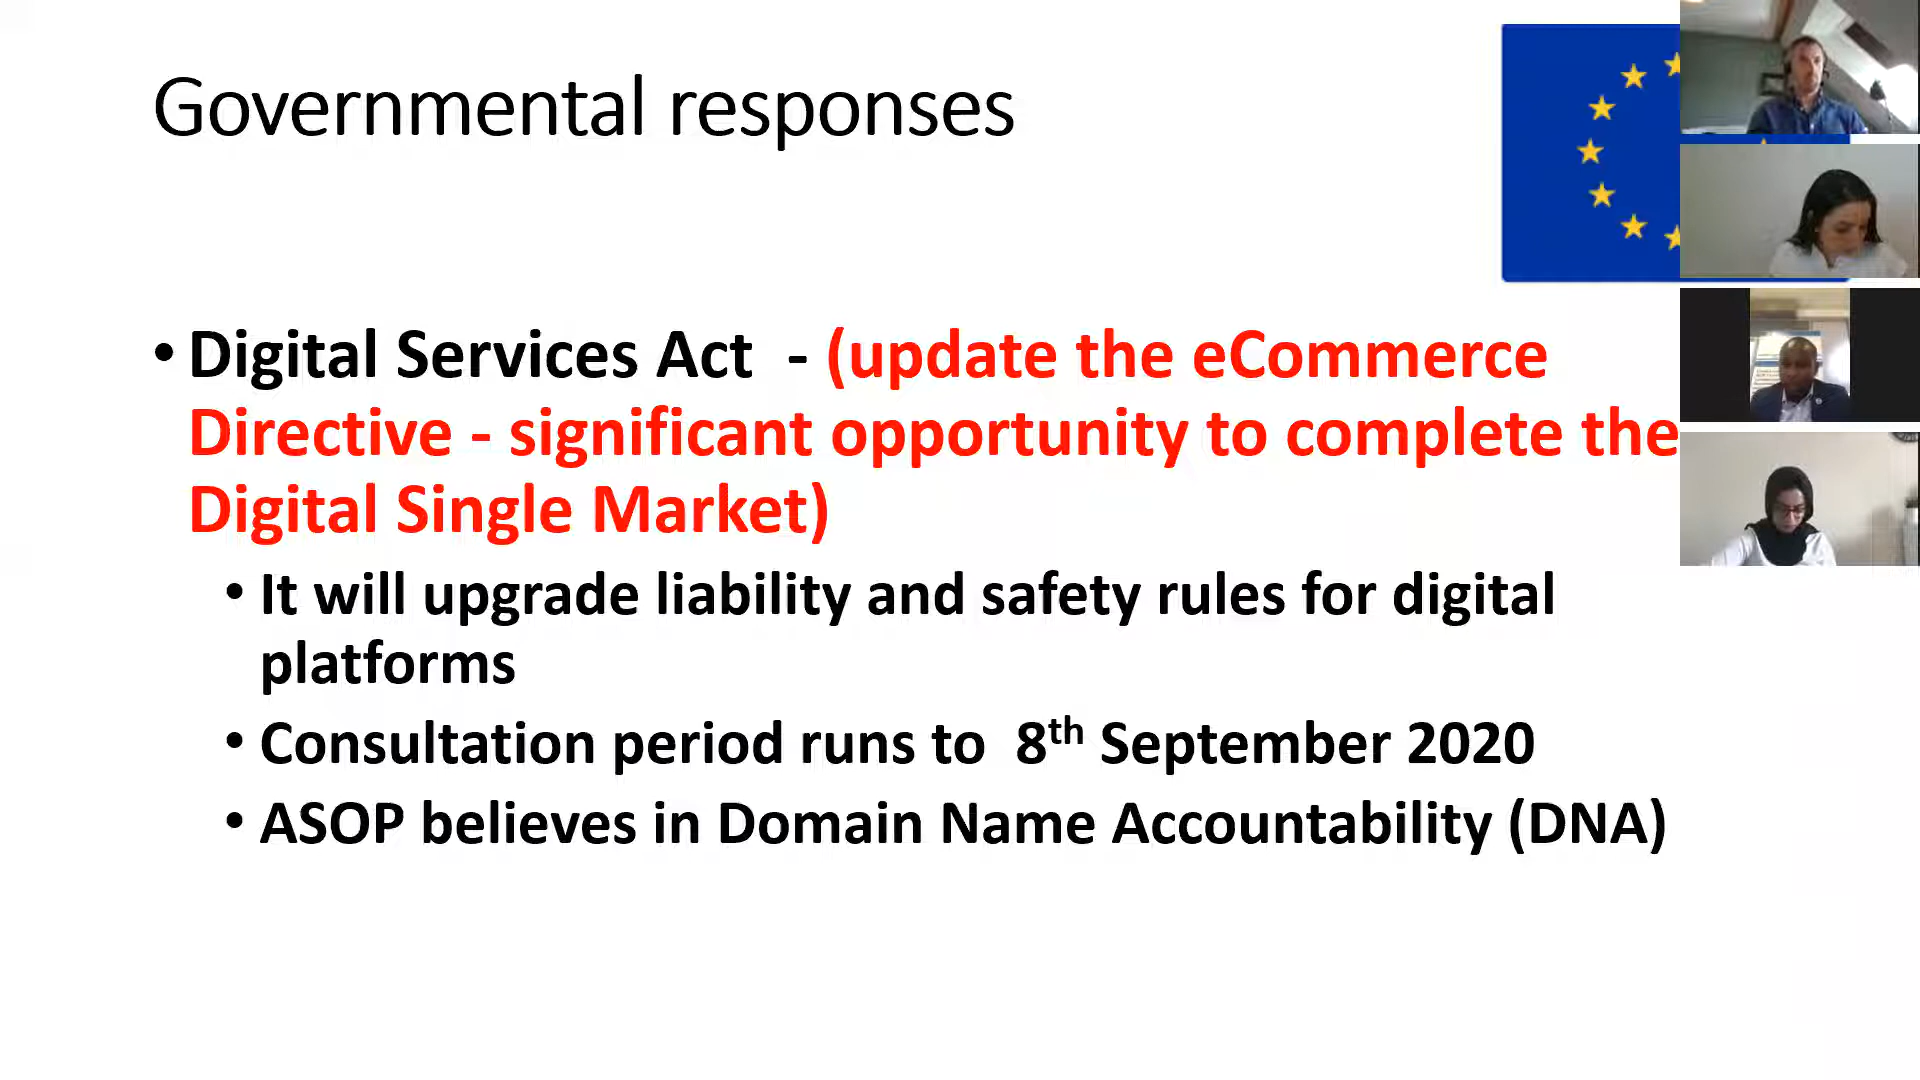 Governmental responses
• Digital Services Act - (update the eCommerce
Directive - significant opportunity to complete the
Digital Single Market)
• It will upgrade liability and safety rules for digital
platforms
• Consultation period runs to 8th September 2020
• ASOP believes in Domain Name Accountability (DNA)